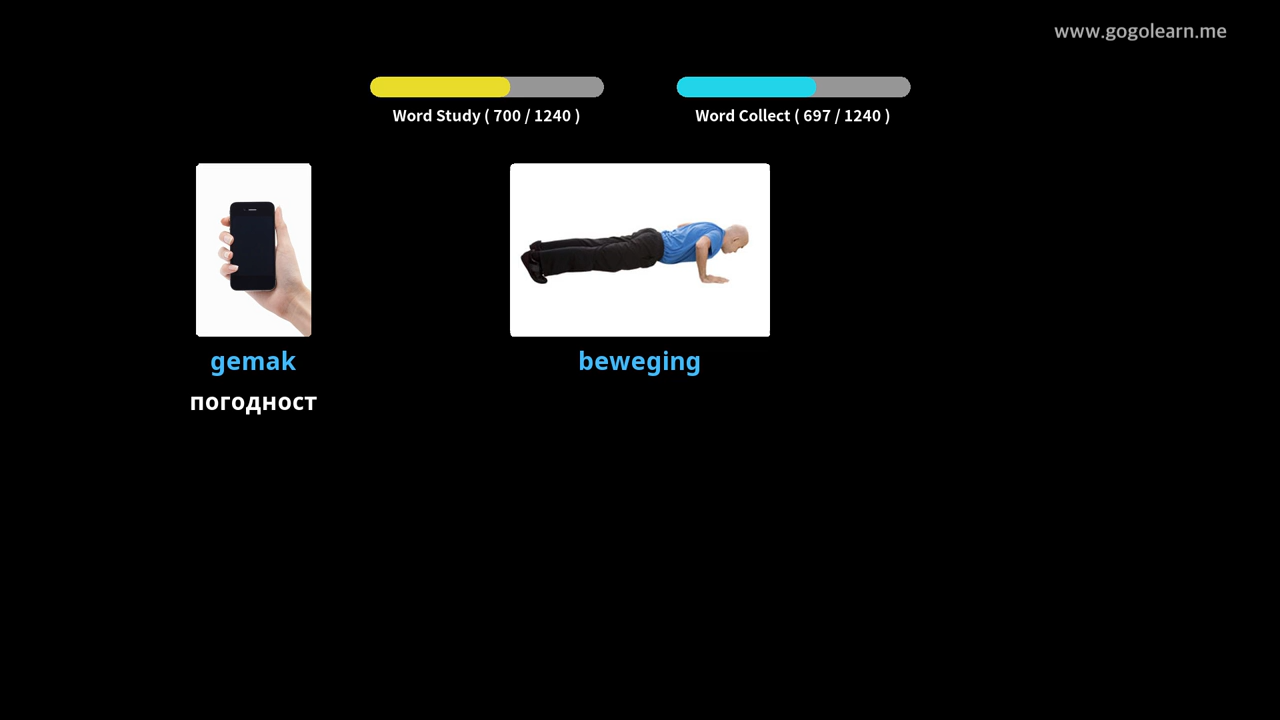 www.gogolearn.me
Word Study ( 700 / 1240 )
Word Collect ( 697 / 1240 )
gemak
beweging
погодност